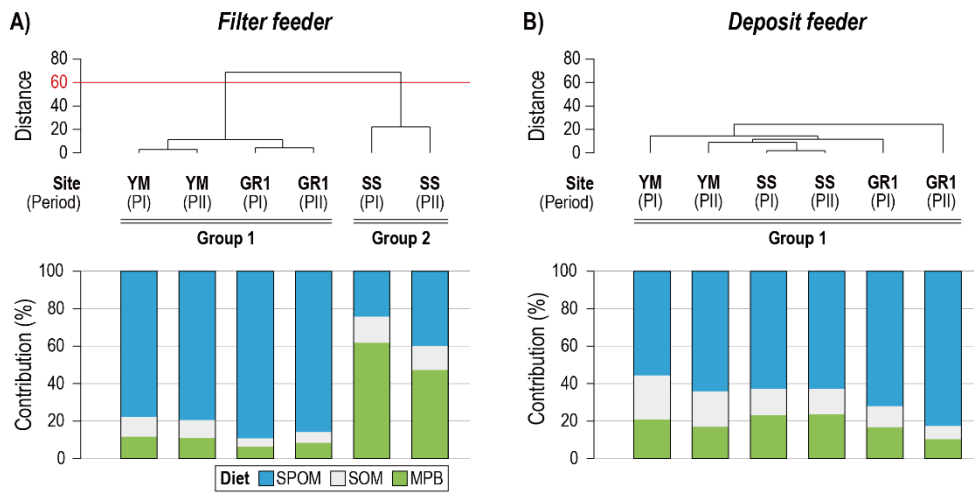 A) Filter feeder
Distance
80
60
40
20
0
Site YM YM GR1 GR1 SS SS
(Period) (PI) (PII) (PI) (PII) (PI) (PII)
Group 1 Group 2
Contribution (%)
100
80
60
40
20
0
B) Deposit feeder
Distance
80
60
40
20
0
Site YM YM SS SS GR1 GR1
(Period) (PI) (PII) (PI) (PII) (PI) (PII)
Group 1
Contribution (%)
100
80
60
40
20
0
Diet SPOM SOM MPB